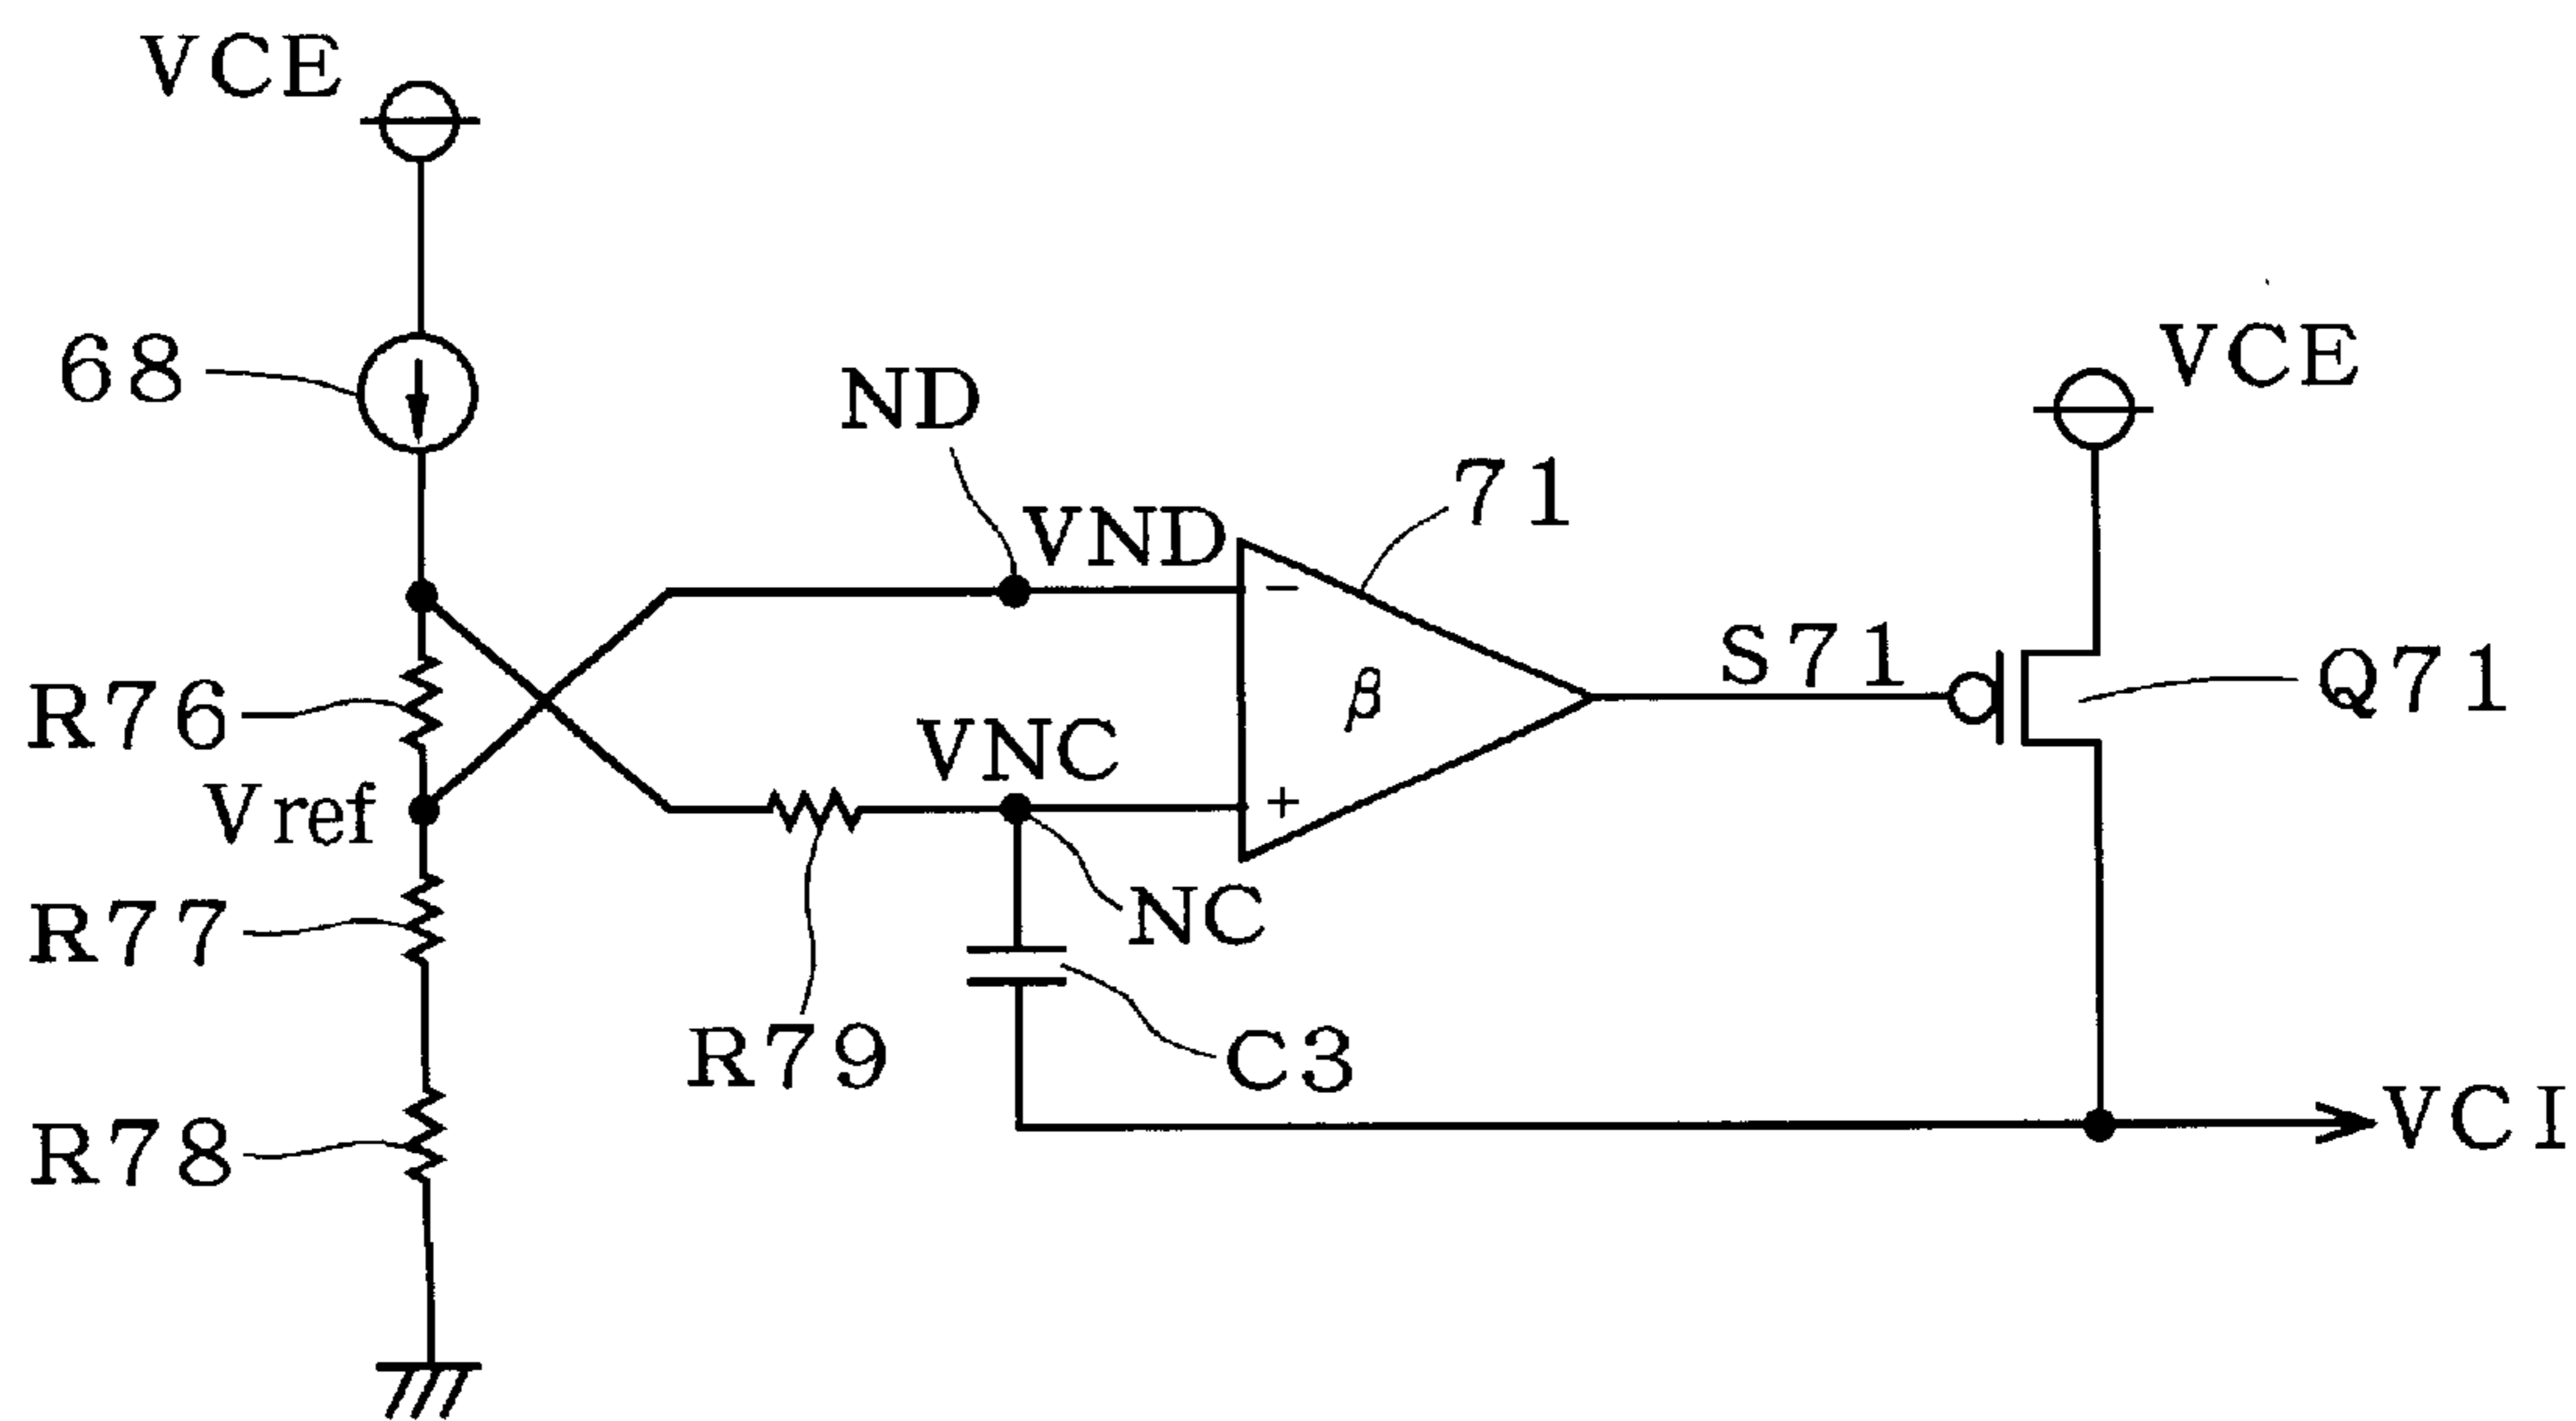 VCE
68
ND
VCE
71
VND
−
β
S71
Q71
R76
VNC
Vref
+
R77
NC
R79
C3
VCI
R78